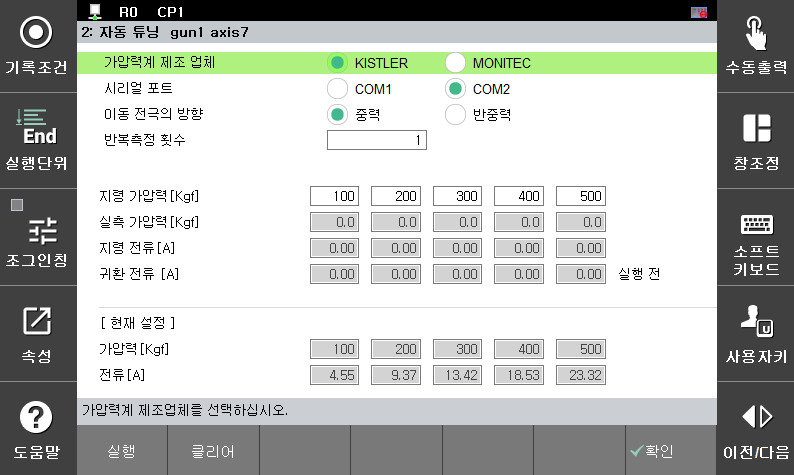 R0 CP1
2: 자동 튜닝 gun1 axis7
기록조건
End
실행단위
조그인칭
속성
도움말
가압력계 제조 업체 KISTLER MONITEC
시리얼 포트 COM1 COM2
이동 전극의 방향 중력 반중력
반복측정 횟수 1
지령 가압력[Kgf] 100 200 300 400 500
실측 가압력[Kgf] 0.0 0.0 0.0 0.0 0.0
지령 전류[A] 0.00 0.00 0.00 0.00 0.00
귀환 전류 [A] 0.00 0.00 0.00 0.00 0.00 실행 전
[ 현재 설정 ]
가압력[Kgf] 100 200 300 400 500
전류[A] 4.55 9.37 13.42 18.53 23.32
가압력계 제조업체를 선택하십시오.
실행 클리어 확인
수동출력
창조정
소프트
키보드
U
사용자키
이전/다음